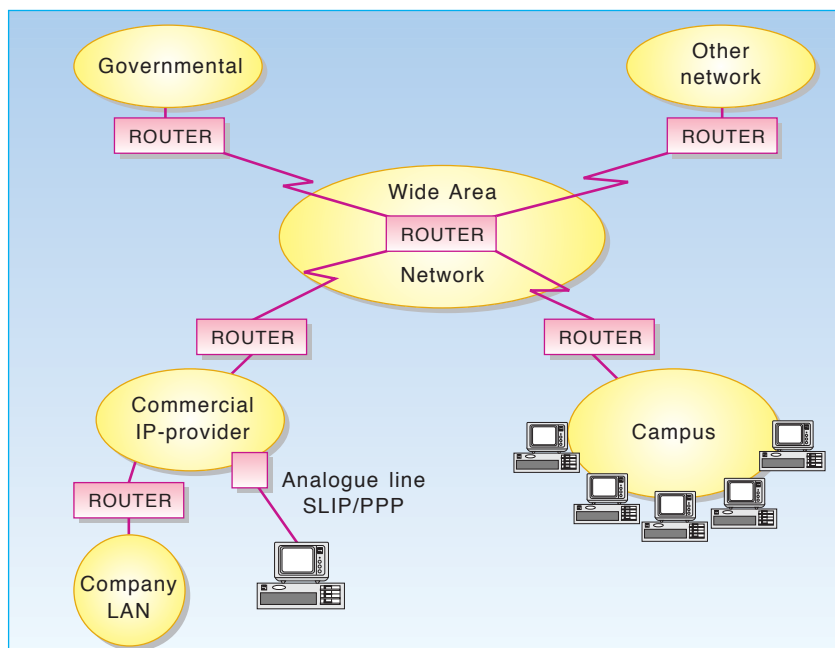 Governmental
Other
network
ROUTER
ROUTER
Wide Area
ROUTER
Network
ROUTER
ROUTER
Commercial
IP-provider
Campus
Analogue line
SLIP/PPP
ROUTER
Company
LAN